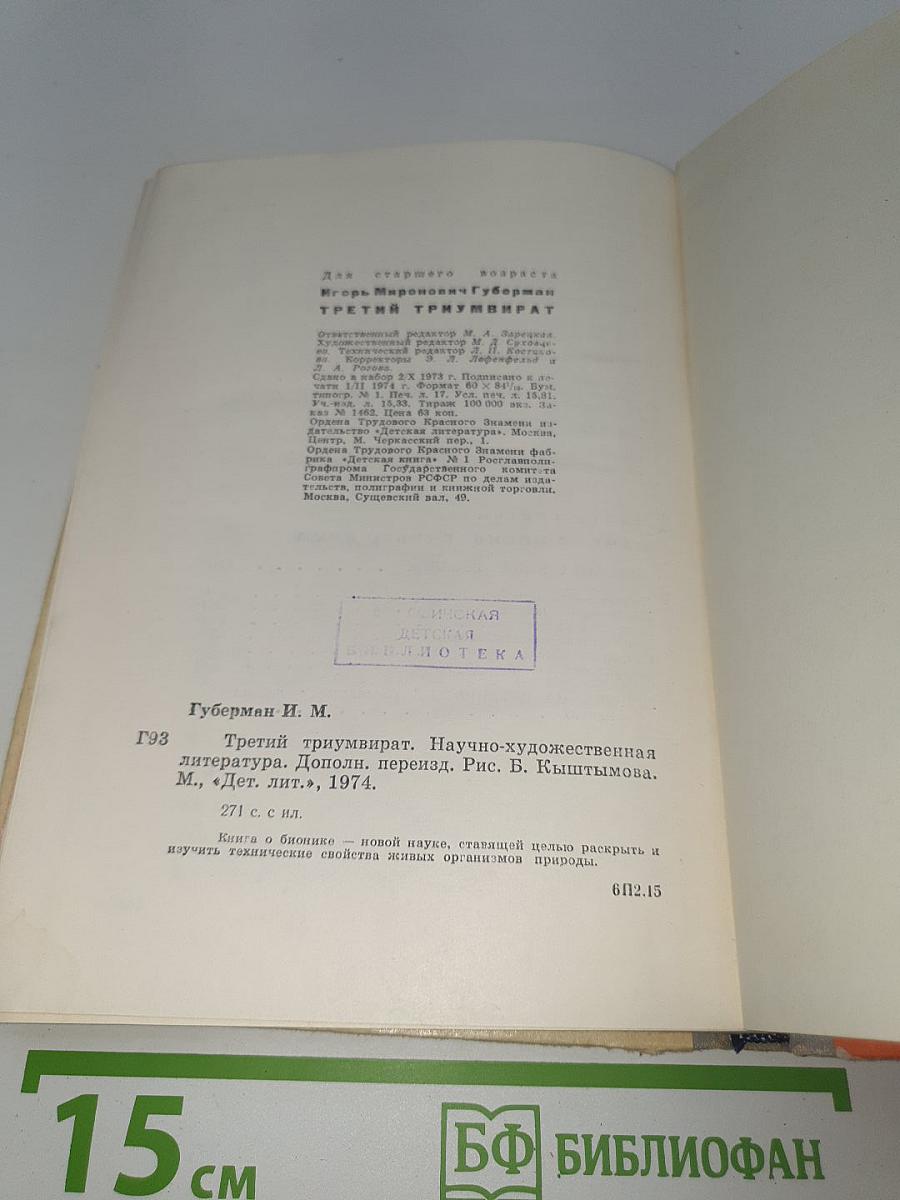 Для старшего возраста
Игорь Миронович Губерман
ТРЕТИЙ ТРИУМВИРАТ
Ответственный редактор М. А. Зарецкая.
Художественный редактор М. Д. Суховце-
ва. Технический редактор Л. П. Костико-
ва. Корректоры Э. Л. Лофенфельд и
Л. А. Рогова.
Сдано в набор 2/X 1973 г. Подписано к пе-
чати 1/II 1974 г. Формат 60 × 84¹/₁₆. Бум.
типогр. № 1. Печ. л. 17. Усл. печ. л. 15,81.
Уч.-изд. л. 15,33. Тираж 100 000 экз. За-
каз № 1462. Цена 63 коп.
Ордена Трудового Красного Знамени из-
дательство «Детская литература». Москва,
Центр, М. Черкасский пер., 1.
Ордена Трудового Красного Знамени фаб-
рика «Детская книга» № 1 Росглавполи-
графпрома Государственного комитета
Совета Министров РСФСР по делам изда-
тельств, полиграфии и книжной торговли.
Москва, Сущевский вал, 49.
ДЕТСКАЯ
БИБЛИОТЕКА
Губерман И. М.
Г93 Третий триумвират. Научно-художественная
литература. Дополн. переизд. Рис. Б. Кыштымова.
М., «Дет. лит.», 1974.
271 с. с ил.
Книга о бионике — новой науке, ставящей целью раскрыть и
изучить технические свойства живых организмов природы.
6П2.15
15 см
БФ БИБЛИОФАН